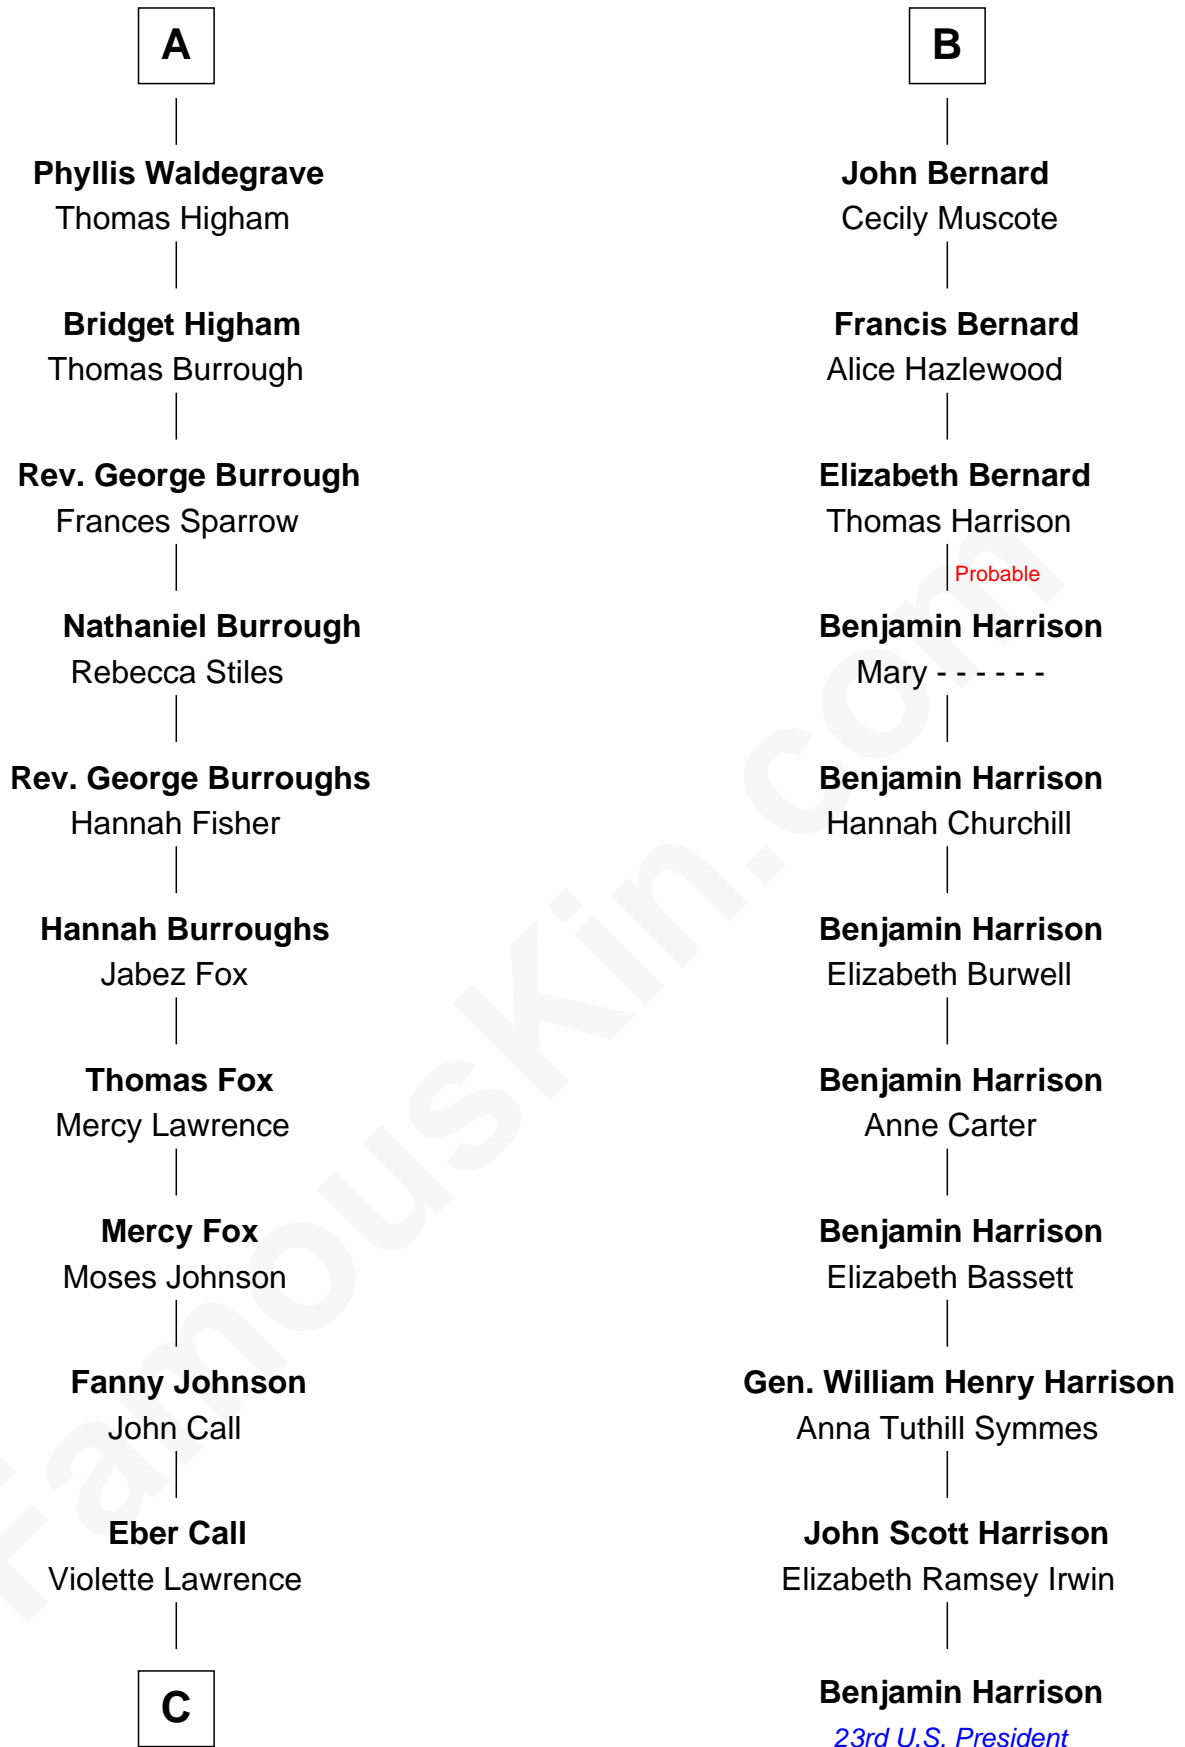 A
Phyllis Waldegrave
Thomas Higham
Bridget Higham
Thomas Burrough
Rev. George Burrough
Frances Sparrow
Nathaniel Burrough
Rebecca Stiles
Rev. George Burroughs
Hannah Fisher
Hannah Burroughs
Jabez Fox
Thomas Fox
Mercy Lawrence
Mercy Fox
Moses Johnson
Fanny Johnson
John Call
Eber Call
Violette Lawrence
C
B
John Bernard
Cecily Muscote
Francis Bernard
Alice Hazlewood
Elizabeth Bernard
Thomas Harrison
Probable
Benjamin Harrison
Mary - - - - - -
Benjamin Harrison
Hannah Churchill
Benjamin Harrison
Elizabeth Burwell
Benjamin Harrison
Anne Carter
Benjamin Harrison
Elizabeth Bassett
Gen. William Henry Harrison
Anna Tuthill Symmes
John Scott Harrison
Elizabeth Ramsey Irwin
Benjamin Harrison
23rd U.S. President
FamousKin.com